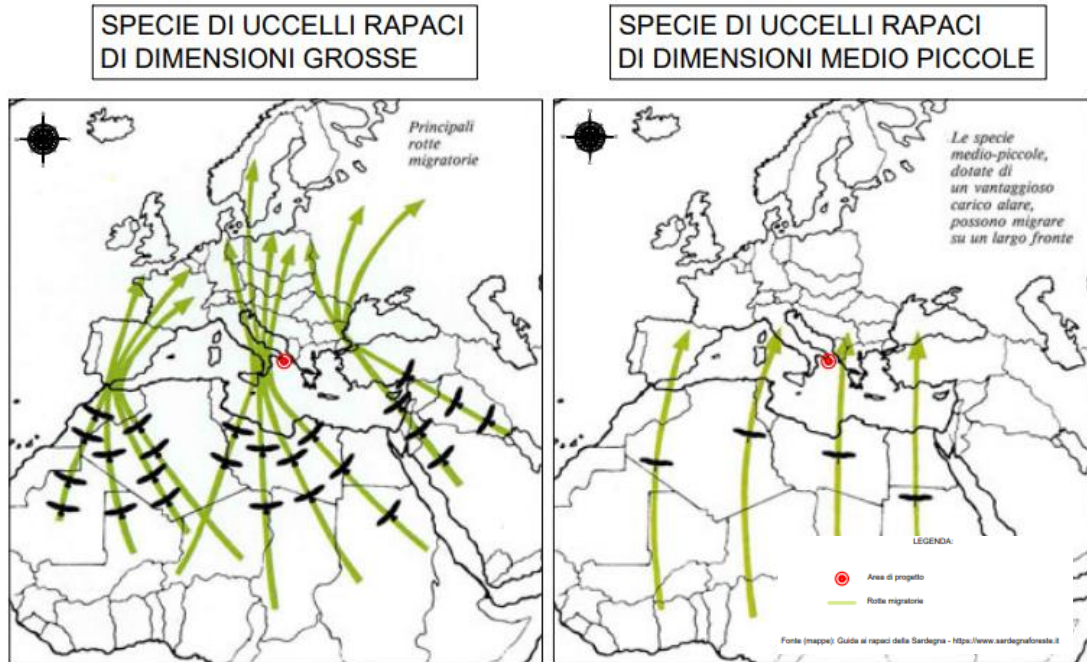 SPECIE DI UCCELLI RAPACI
DI DIMENSIONI GROSSE
SPECIE DI UCCELLI RAPACI
DI DIMENSIONI MEDIO PICCOLE
Principali
rotte
migratorie
Le specie
medio-piccole,
dotate di
un vantaggioso
carico alare,
possono migrare
su un largo fronte
LEGENDA:
Area di progetto
Rotte migratorie
Fonte (mappe): Guida ai rapaci della Sardegna - https://www.sardegnaforeste.it